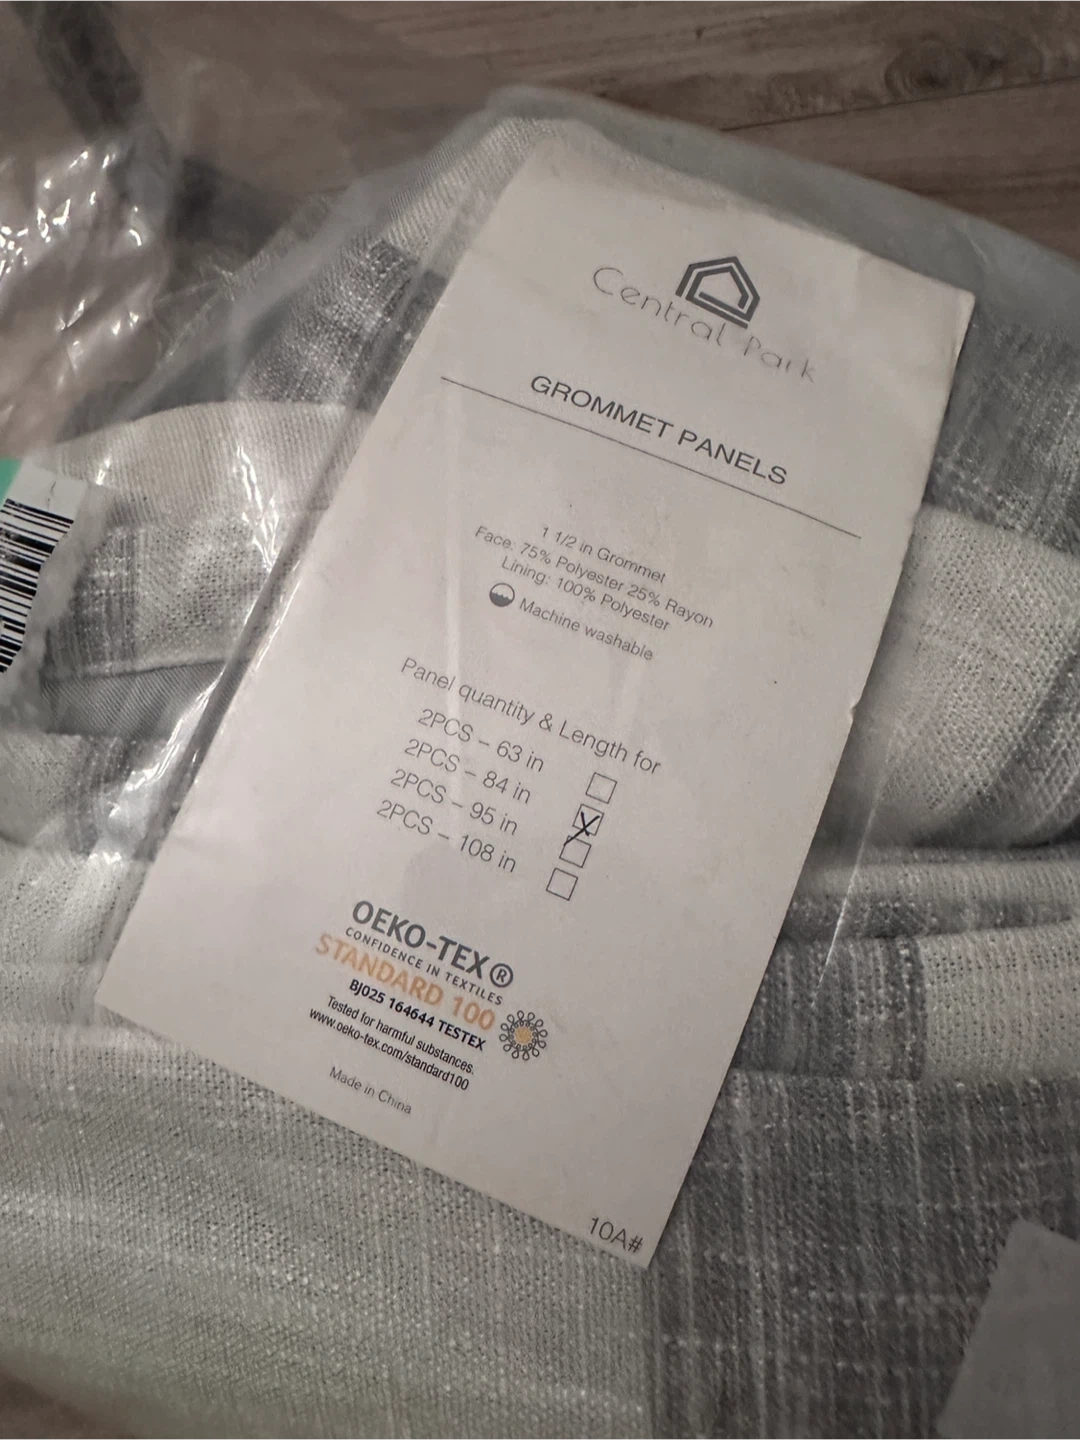 Central Park
GROMMET PANELS
1 1/2 in Grommet
Face: 75% Polyester 25% Rayon
Lining: 100% Polyester
Machine washable
Panel quantity & Length for
2PCS – 63 in
2PCS – 84 in
2PCS – 95 in
2PCS – 108 in
OEKO-TEX®
CONFIDENCE IN TEXTILES
STANDARD 100
BJ025 164644 TESTEX
Tested for harmful substances.
www.oeko-tex.com/standard100
Made in China
10A#